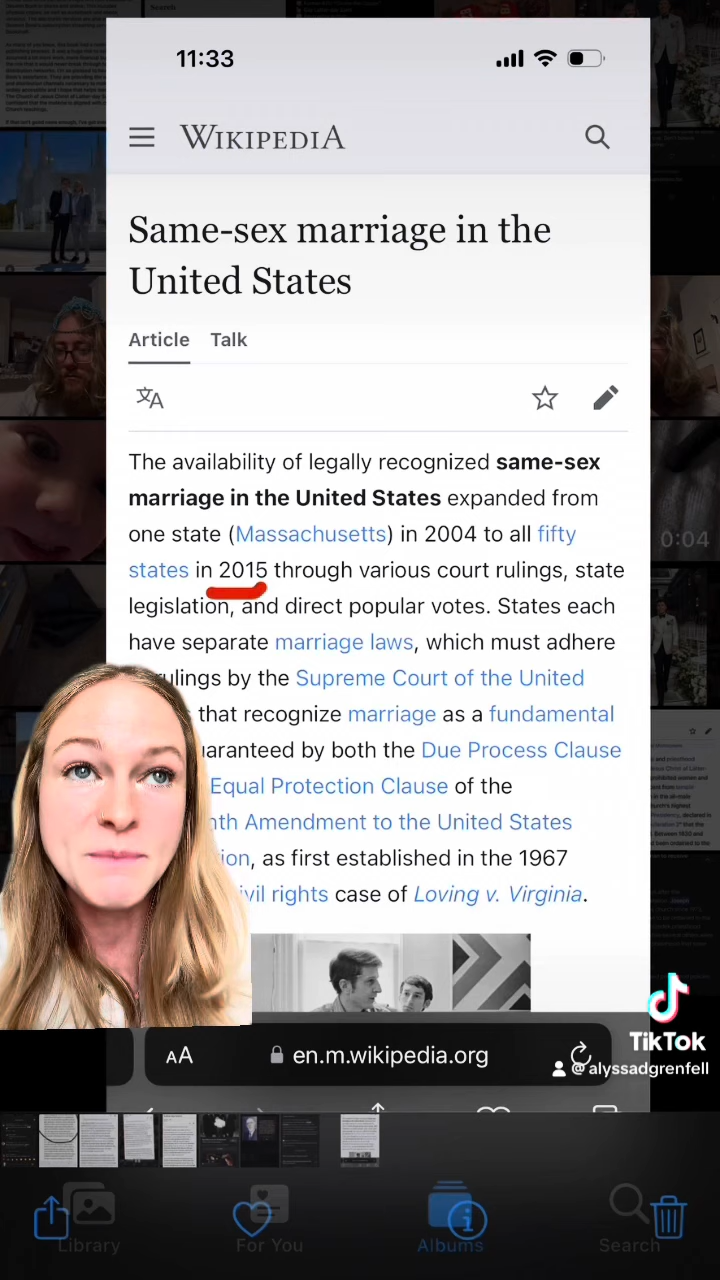 11:33
WIKIPEDIA
Same-sex marriage in the
United States
Article Talk
The availability of legally recognized same-sex
marriage in the United States expanded from
one state (Massachusetts) in 2004 to all fifty
states in 2015 through various court rulings, state
legislation, and direct popular votes. States each
have separate marriage laws, which must adhere
rulings by the Supreme Court of the United
that recognize marriage as a fundamental
guaranteed by both the Due Process Clause
Equal Protection Clause of the
nth Amendment to the United States
ion, as first established in the 1967
ivil rights case of Loving v. Virginia.
0:04
AA en.m.wikipedia.org
TikTok
@alyssadgrenfell
Library For You Albums Search